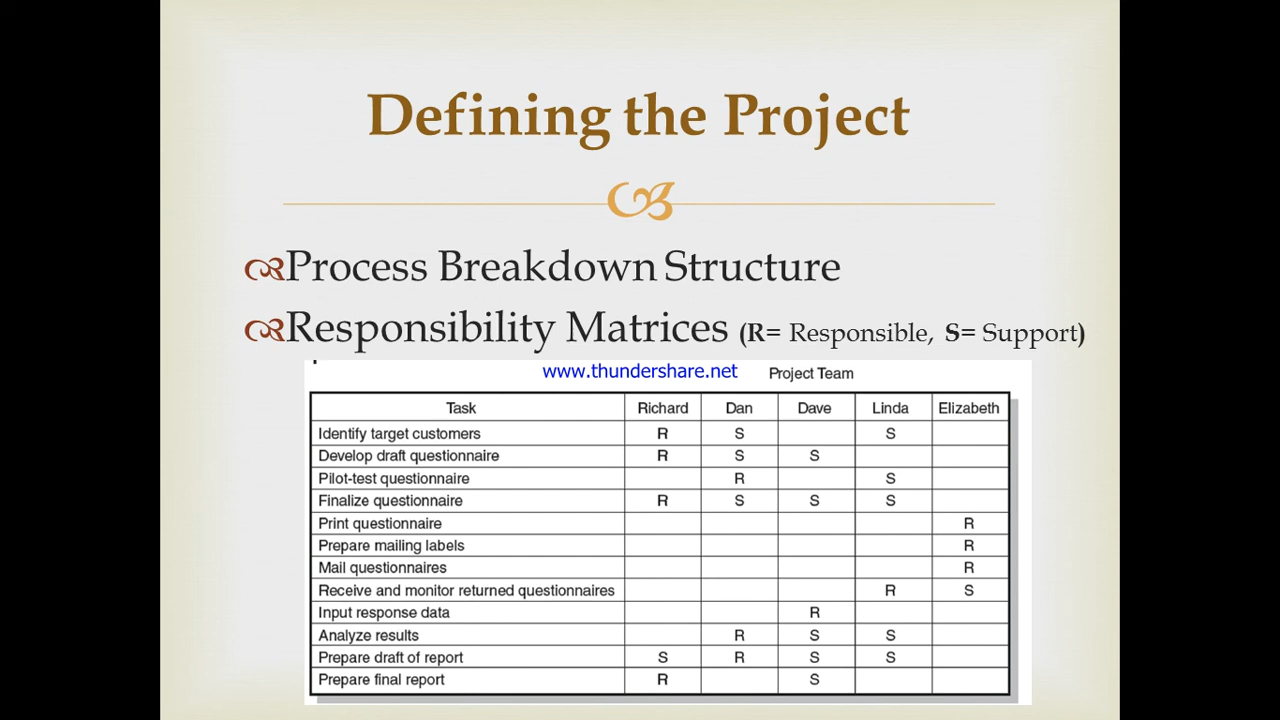 Defining the Project
Process Breakdown Structure
Responsibility Matrices (R= Responsible, S= Support)
www.thundershare.net Project Team
Task Richard Dan Dave Linda Elizabeth
Identify target customers R S S
Develop draft questionnaire R S S
Pilot-test questionnaire R S
Finalize questionnaire R S S S
Print questionnaire R
Prepare mailing labels R
Mail questionnaires R
Receive and monitor returned questionnaires R S
Input response data R
Analyze results R S S
Prepare draft of report S R S S
Prepare final report R S